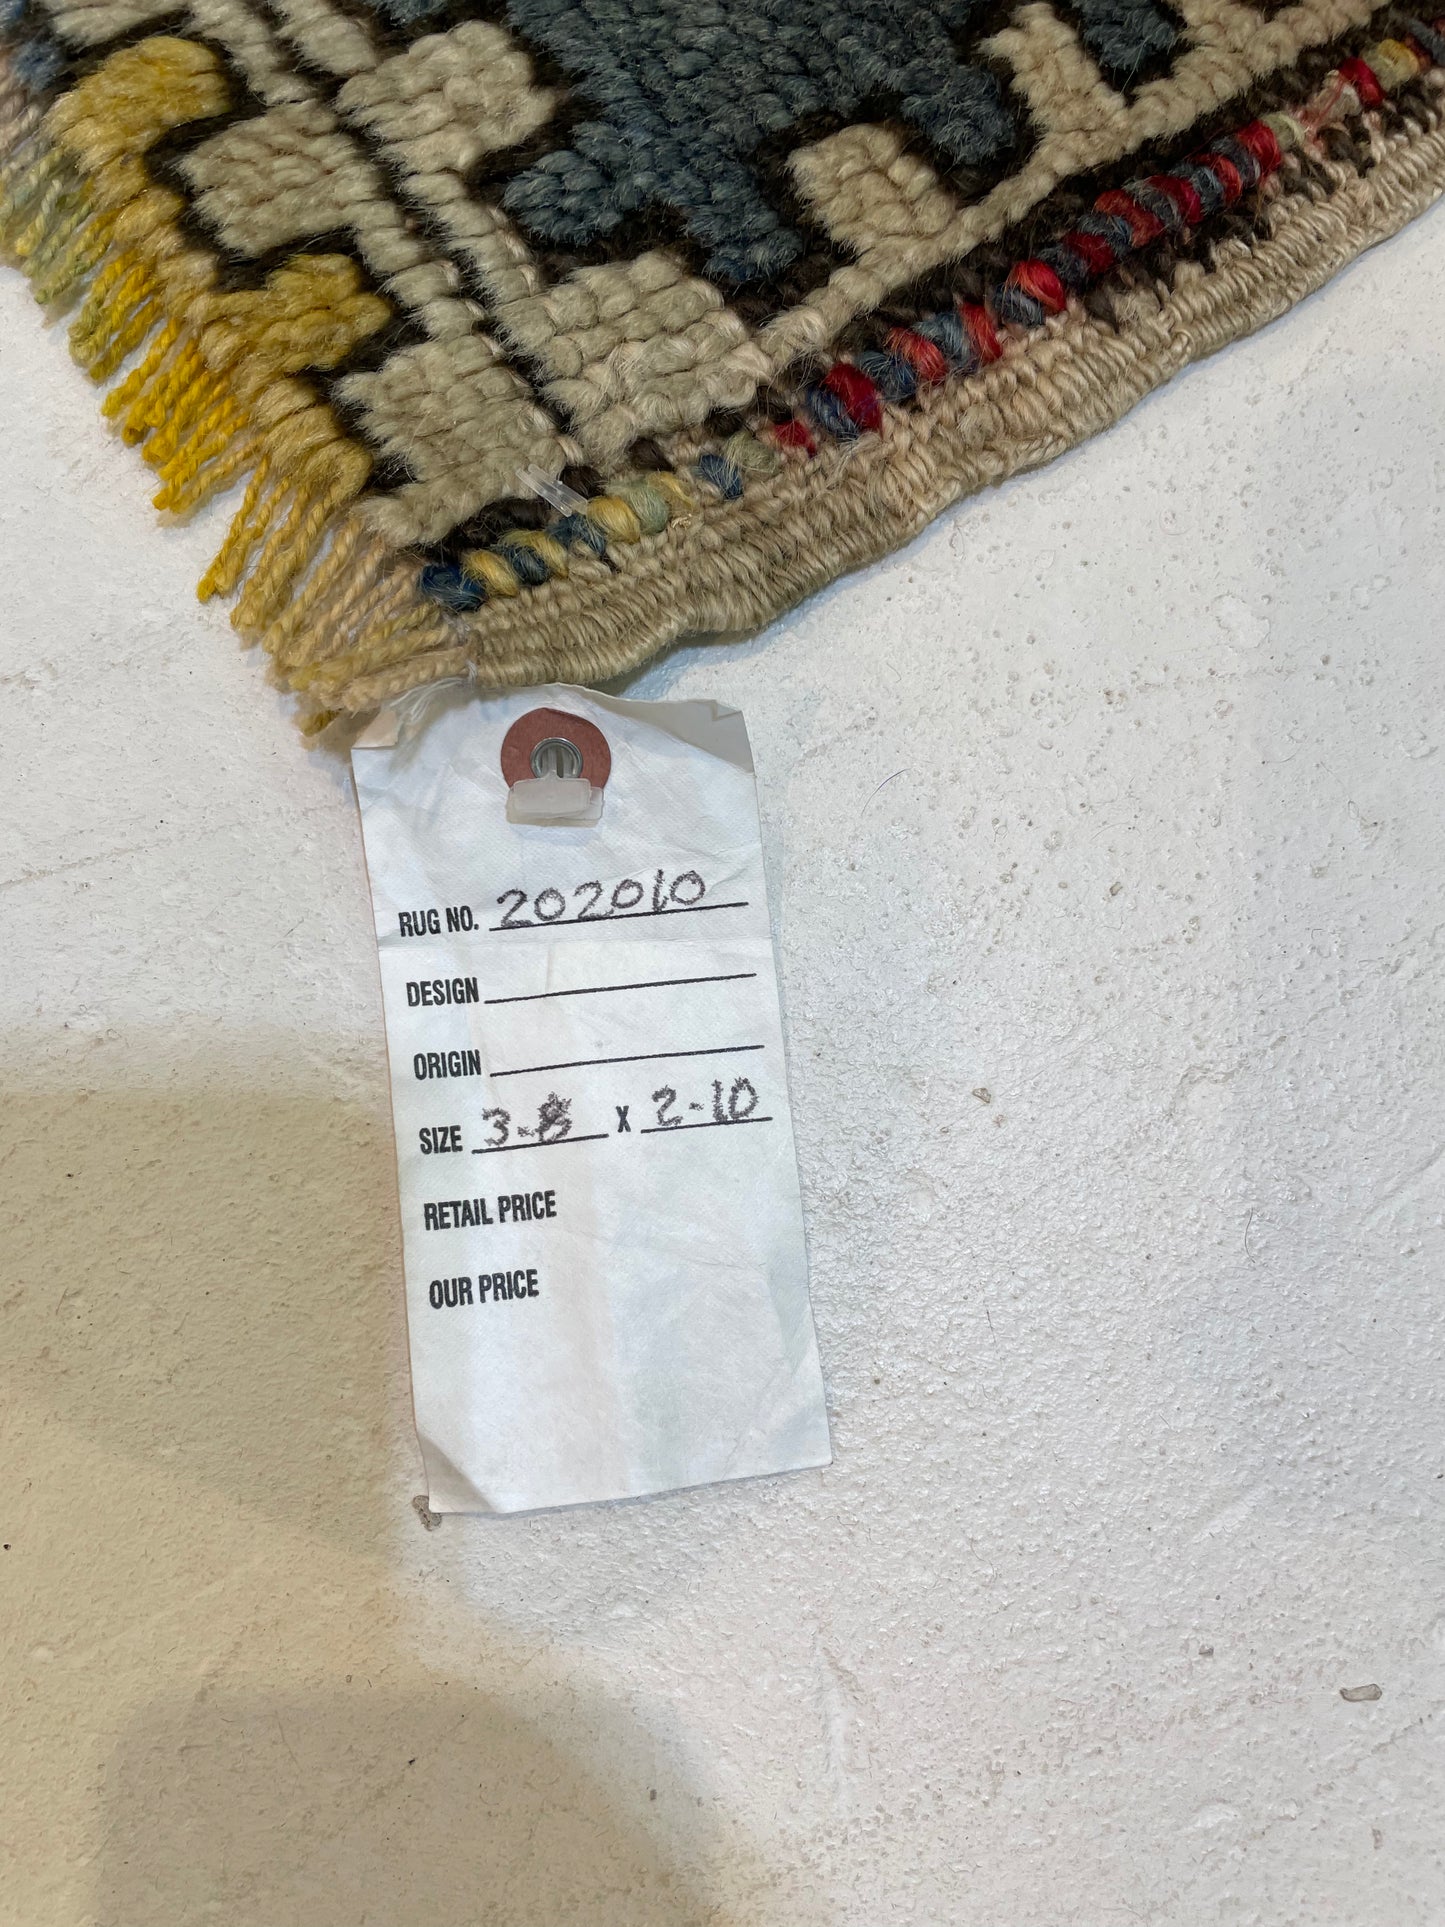 RUG NO. 202010
DESIGN
ORIGIN
SIZE 3-8 X 2-10
RETAIL PRICE
OUR PRICE